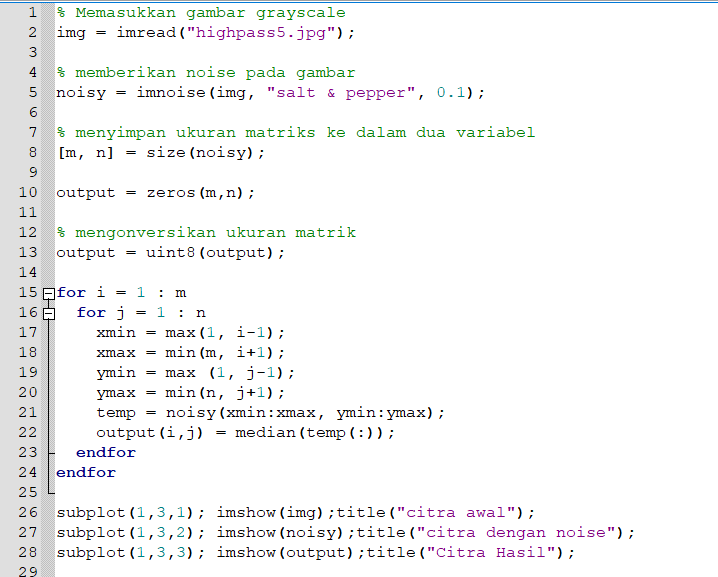 1 % Memasukkan gambar grayscale
2 img = imread("highpass5.jpg");
3
4 % memberikan noise pada gambar
5 noisy = imnoise(img, "salt & pepper", 0.1);
6
7 % menyimpan ukuran matriks ke dalam dua variabel
8 [m, n] = size(noisy);
9
10 output = zeros(m,n);
11
12 % mengonversikan ukuran matrik
13 output = uint8(output);
14
15 for i = 1 : m
16 for j = 1 : n
17 xmin = max(1, i-1);
18 xmax = min(m, i+1);
19 ymin = max (1, j-1);
20 ymax = min(n, j+1);
21 temp = noisy(xmin:xmax, ymin:ymax);
22 output(i,j) = median(temp(:));
23 endfor
24 endfor
25
26 subplot(1,3,1); imshow(img);title("citra awal");
27 subplot(1,3,2); imshow(noisy);title("citra dengan noise");
28 subplot(1,3,3); imshow(output);title("Citra Hasil");
29